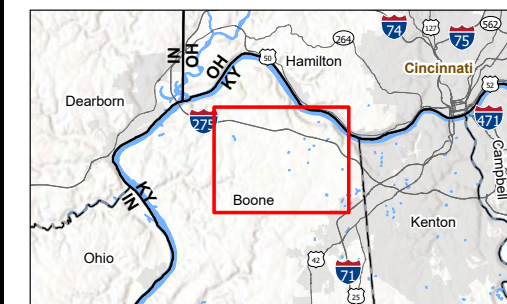 74
127
562
75
264
IN
OH
OH
KY
50
Hamilton
Cincinnati
52
Dearborn
275
471
Campbell
KY
IN
Boone
Kenton
Ohio
42
71
25